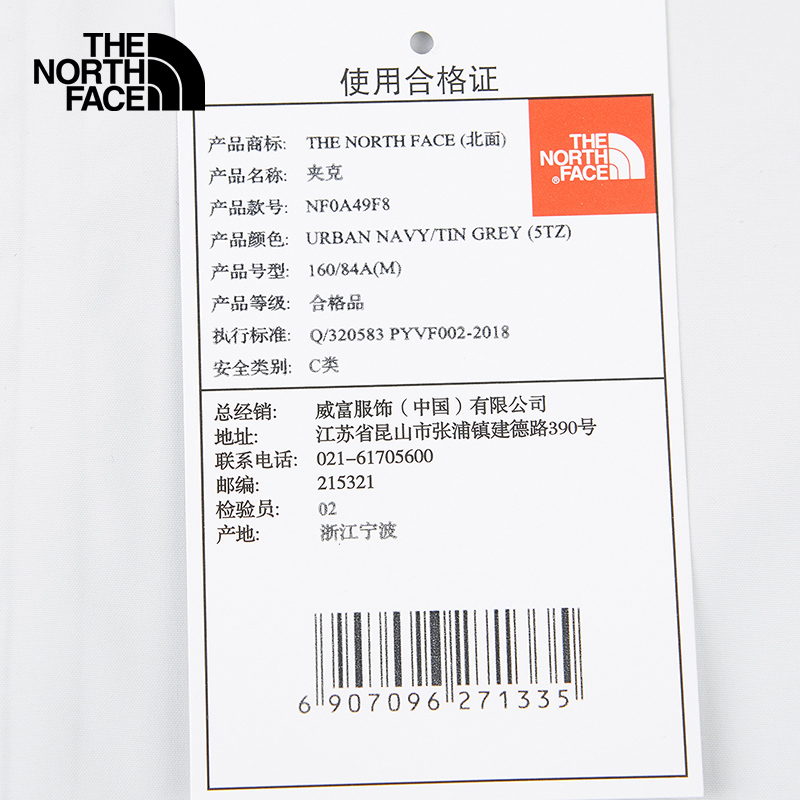 THE
NORTH
FACE
使用合格证
THE
NORTH
FACE
®
产品商标: THE NORTH FACE (北面)
产品名称: 夹克
产品款号: NF0A49F8
产品颜色: URBAN NAVY/TIN GREY (5TZ)
产品号型: 160/84A(M)
产品等级: 合格品
执行标准: Q/320583 PYVF002-2018
安全类别: C类
总经销: 威富服饰（中国）有限公司
地址: 江苏省昆山市张浦镇建德路390号
联系电话: 021-61705600
邮编: 215321
检验员: 02
产地: 浙江宁波
6 907096 271335